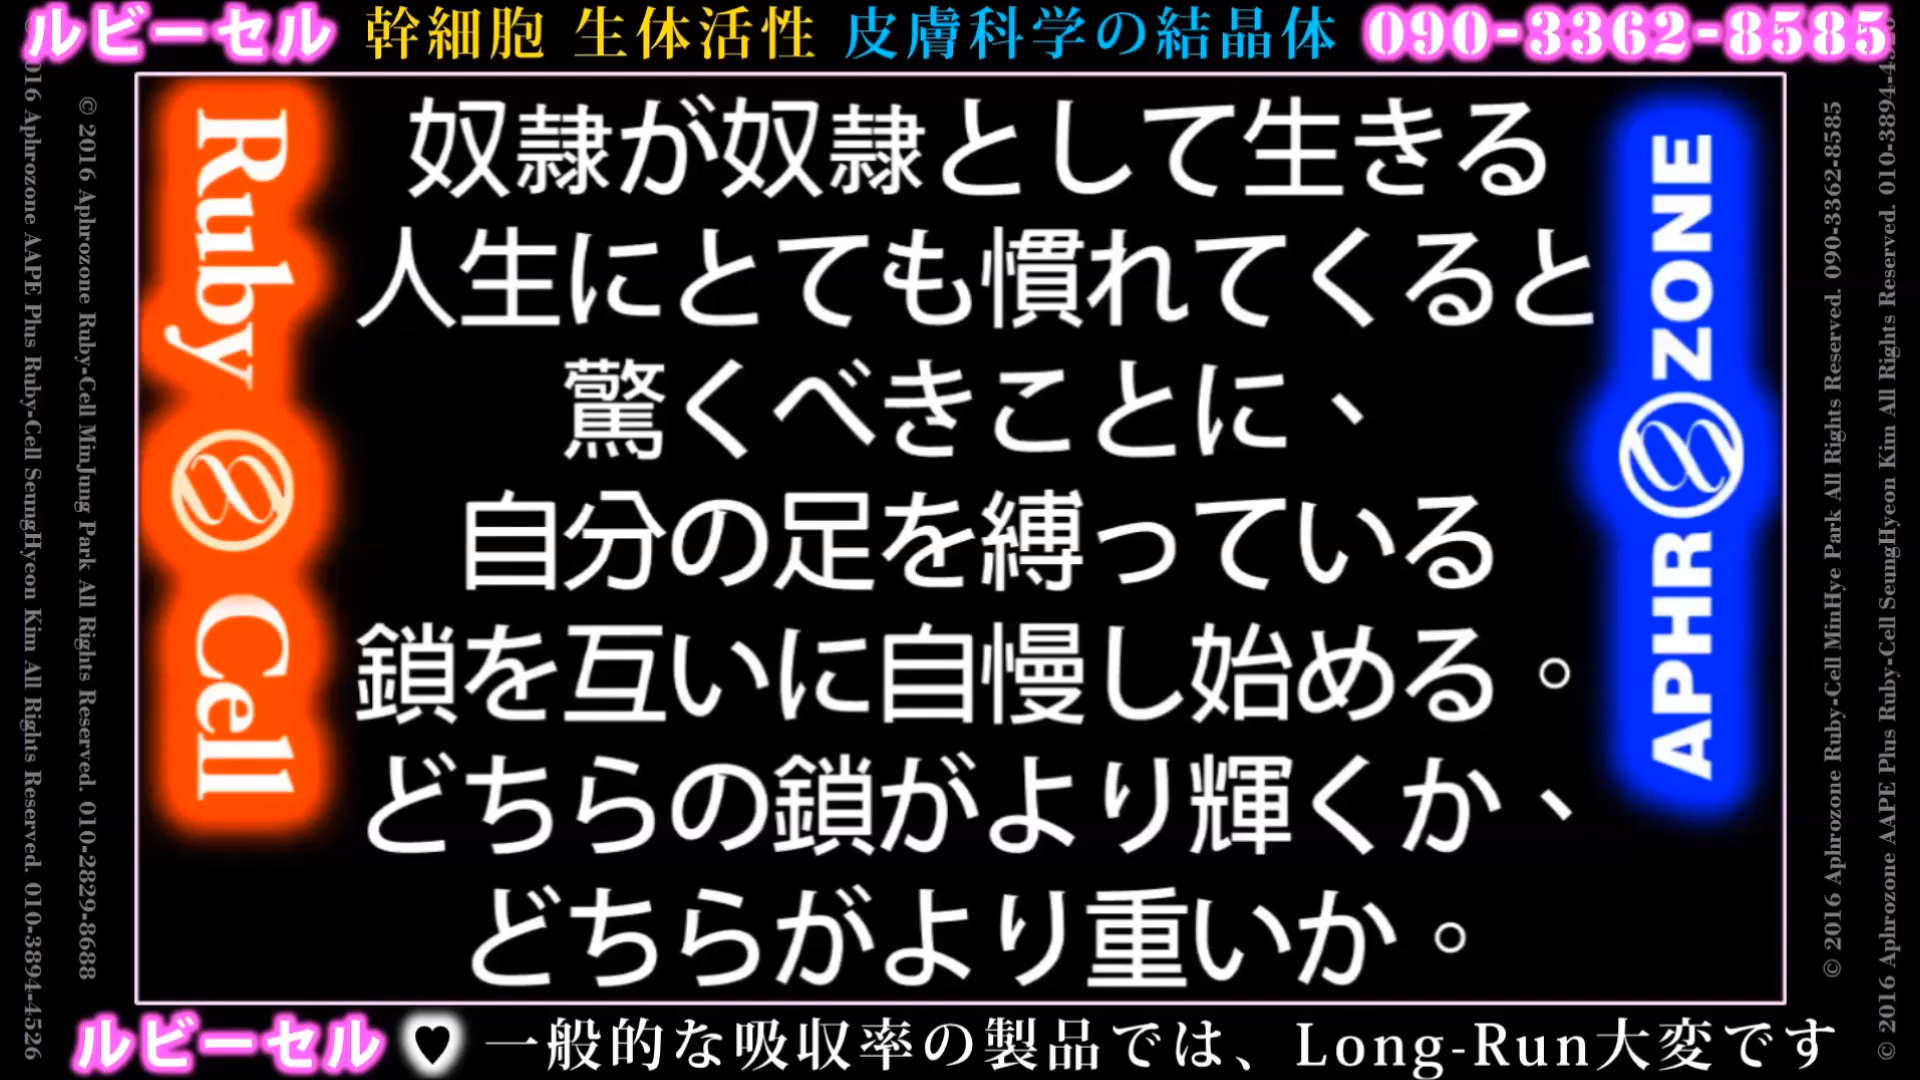 ルビーセル 幹細胞 生体活性 皮膚科学の結晶体 090-3362-8585
奴隷が奴隷として生きる
人生にとても慣れてくると
驚くべきことに、
自分の足を縛っている
鎖を互いに自慢し始める。
どちらの鎖がより輝くか、
どちらがより重いか。
Ruby Cell
APHROZONE
ルビーセル ♥ 一般的な吸収率の製品では、Long-Run大変です
© 2016 Aphrozone AAPE Plus Ruby-Cell SeungHyeon Kim All Rights Reserved. 010-3894-4526
© 2016 Aphrozone Ruby-Cell MinJung Park All Rights Reserved. 010-2829-8688
© 2016 Aphrozone Ruby-Cell MinHye Park All Rights Reserved. 090-3362-8585
© 2016 Aphrozone AAPE Plus Ruby-Cell SeungHyeon Kim All Rights Reserved. 010-3894-4526